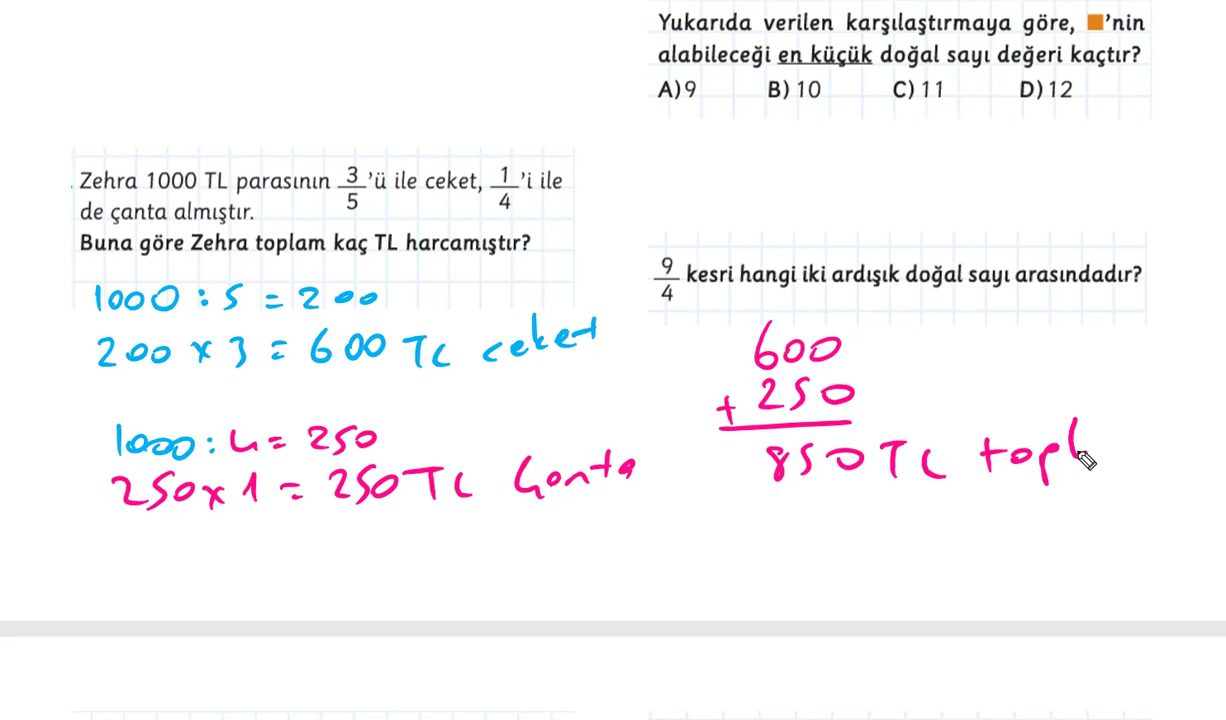 Yukarıda verilen karşılaştırmaya göre, 'nin
alabileceği en küçük doğal sayı değeri kaçtır?
A) 9 B) 10 C) 11 D) 12
Zehra 1000 TL parasının 3/5 'ü ile ceket, 1/4 'i ile
de çanta almıştır.
Buna göre Zehra toplam kaç TL harcamıştır?
1000 : 5 = 200
200 x 3 = 600 TL ceket
1000 : 4 = 250
250 x 1 = 250 TL çanta
9/4 kesri hangi iki ardışık doğal sayı arasındadır?
600
+ 250
850 TL topl